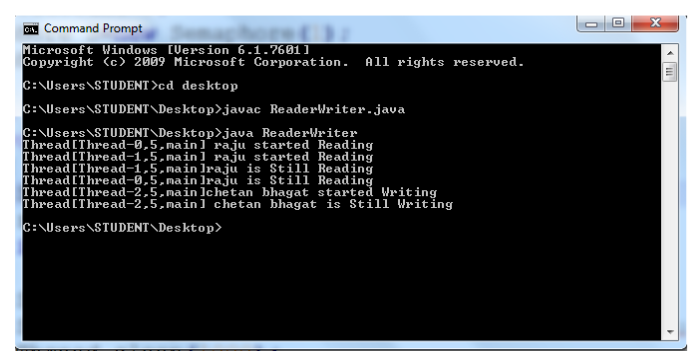 Semaphore(1);
Command Prompt
Microsoft Windows [Version 6.1.7601]
Copyright (c) 2009 Microsoft Corporation.  All rights reserved.
C:\Users\STUDENT>cd desktop
C:\Users\STUDENT\Desktop>javac ReaderWriter.java
C:\Users\STUDENT\Desktop>java ReaderWriter
Thread[Thread-0,5,main] raju started Reading
Thread[Thread-1,5,main] raju started Reading
Thread[Thread-1,5,main]raju is Still Reading
Thread[Thread-0,5,main]raju is Still Reading
Thread[Thread-2,5,main]chetan bhagat started Writing
Thread[Thread-2,5,main] chetan bhagat is Still Writing
C:\Users\STUDENT\Desktop>